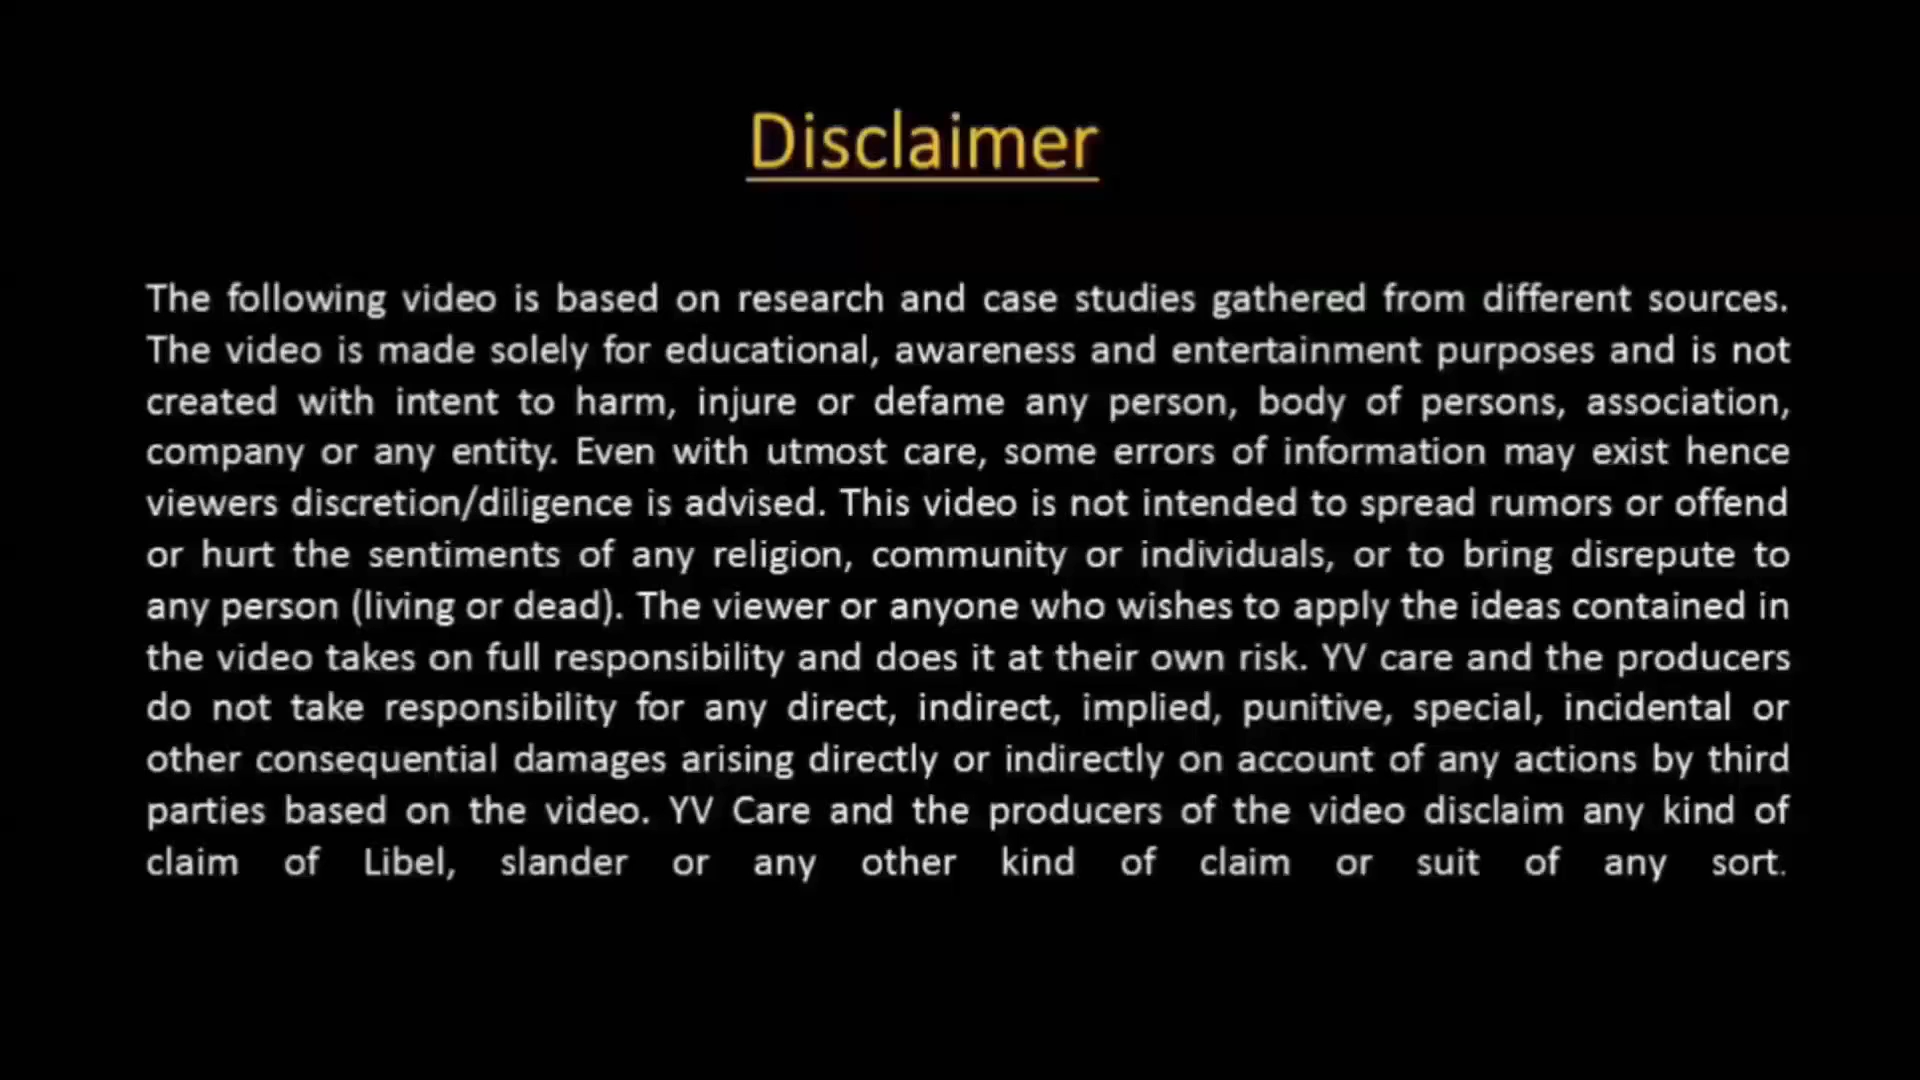 Disclaimer
The following video is based on research and case studies gathered from different sources.
The video is made solely for educational, awareness and entertainment purposes and is not
created with intent to harm, injure or defame any person, body of persons, association,
company or any entity. Even with utmost care, some errors of information may exist hence
viewers discretion/diligence is advised. This video is not intended to spread rumors or offend
or hurt the sentiments of any religion, community or individuals, or to bring disrepute to
any person (living or dead). The viewer or anyone who wishes to apply the ideas contained in
the video takes on full responsibility and does it at their own risk. YV care and the producers
do not take responsibility for any direct, indirect, implied, punitive, special, incidental or
other consequential damages arising directly or indirectly on account of any actions by third
parties based on the video. YV Care and the producers of the video disclaim any kind of
claim of Libel, slander or any other kind of claim or suit of any sort.